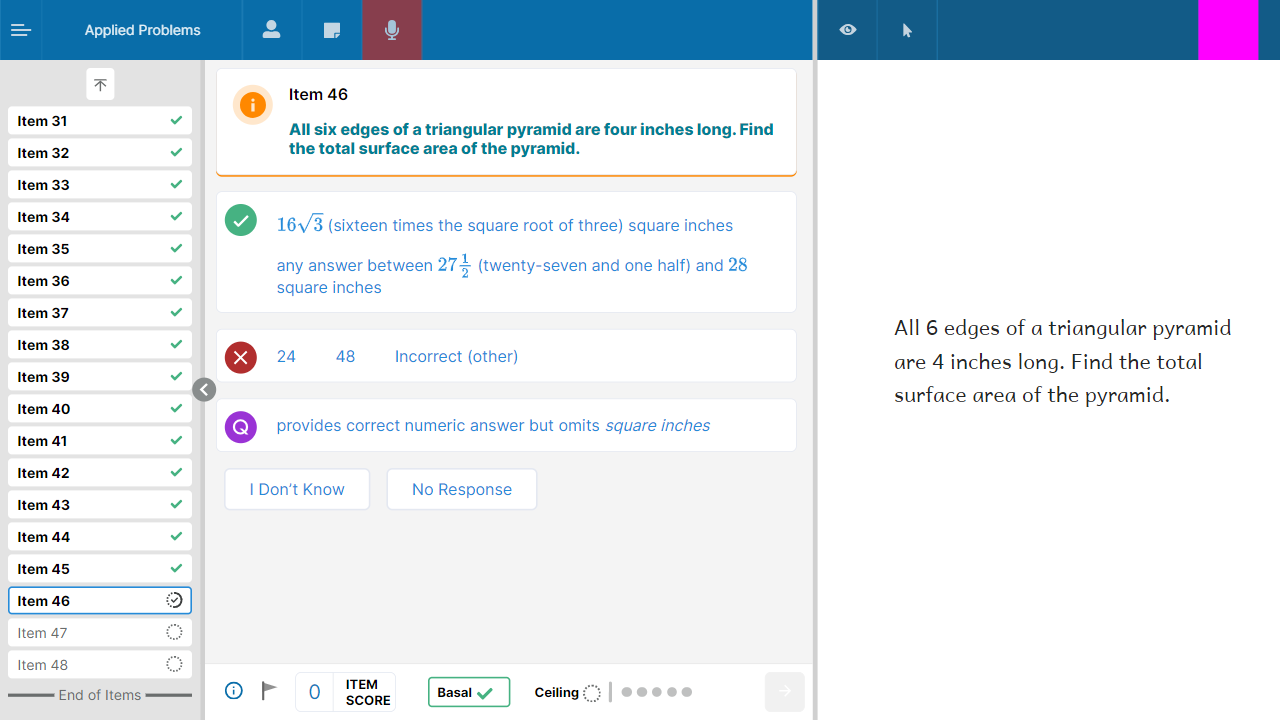 Applied Problems
Item 31
Item 32
Item 33
Item 34
Item 35
Item 36
Item 37
Item 38
Item 39
Item 40
Item 41
Item 42
Item 43
Item 44
Item 45
Item 46
Item 47
Item 48
End of Items
Item 46
All six edges of a triangular pyramid are four inches long. Find
the total surface area of the pyramid.
16√3 (sixteen times the square root of three) square inches
any answer between 27 1/2 (twenty-seven and one half) and 28
square inches
24 48 Incorrect (other)
Q provides correct numeric answer but omits square inches
I Don’t Know No Response
0 ITEM
SCORE
Basal Ceiling
All 6 edges of a triangular pyramid
are 4 inches long. Find the total
surface area of the pyramid.